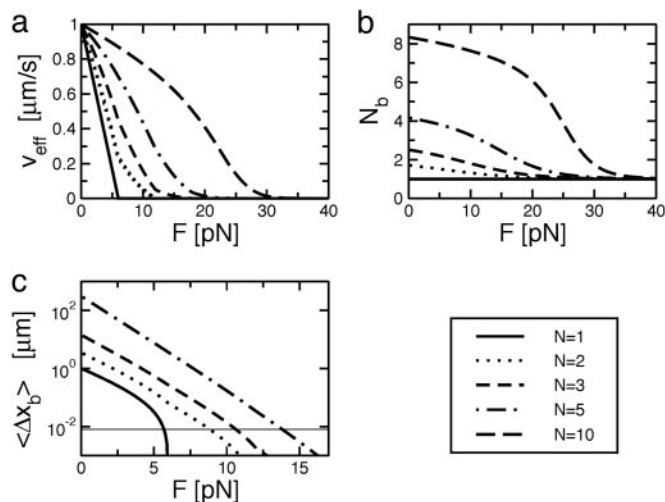 a
1
0.8
0.6
0.4
0.2
0
v_eff [μm/s]
0 10 20 30 40
F [pN]
b
8
6
4
2
0
N_b
0 10 20 30 40
F [pN]
c
10^2
10^0
10^-2
<Δx_b> [μm]
0 5 10 15
F [pN]
N=1
N=2
N=3
N=5
N=10